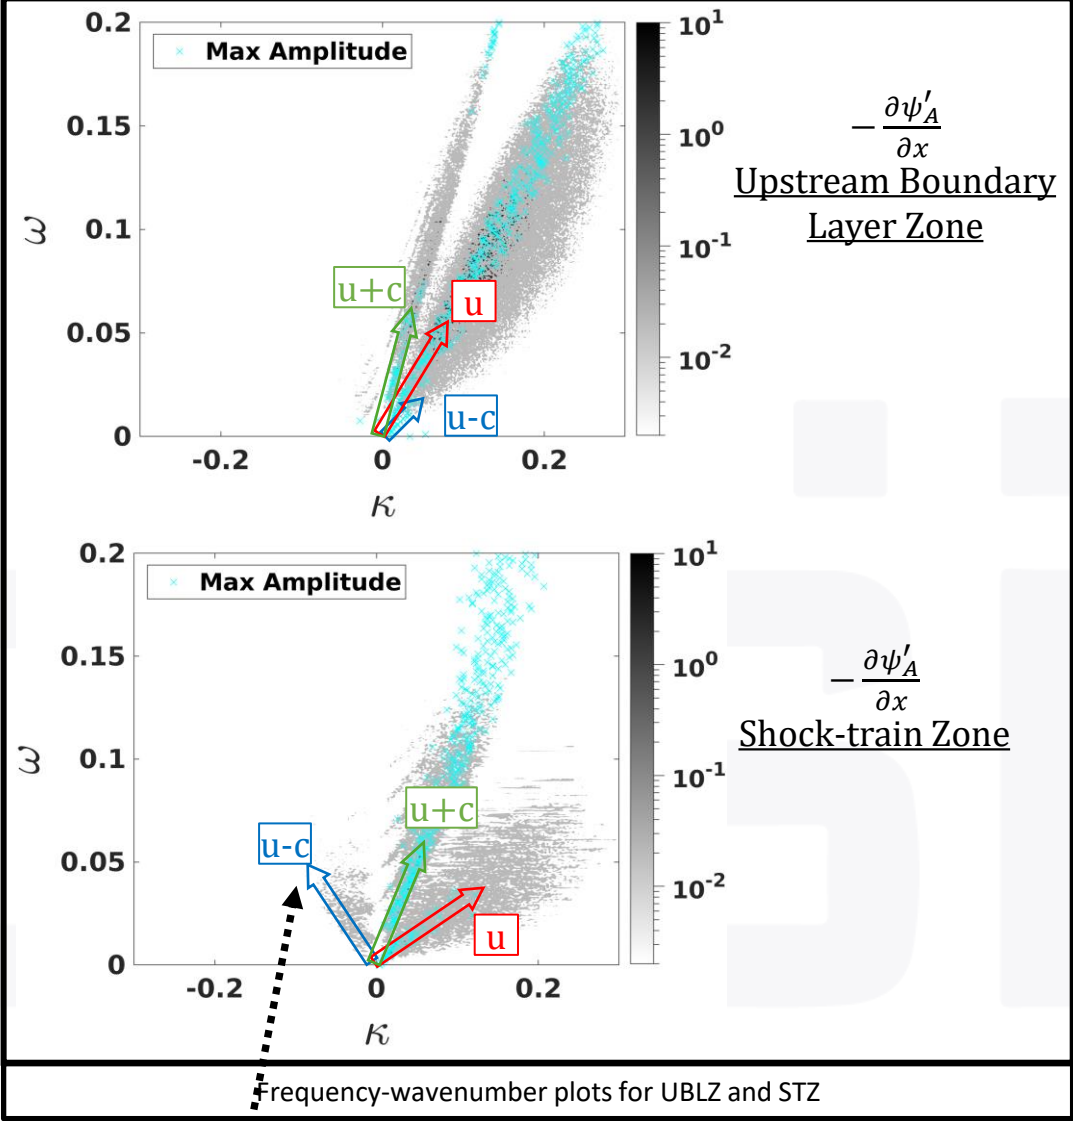 0.2
Max Amplitude
10^1
0.15
10^0
0.1
10^-1
0.05
10^-2
0
-0.2 0 0.2
ω
κ
u+c
u
u-c
− ∂ψ′_A / ∂x
Upstream Boundary
Layer Zone
0.2
Max Amplitude
10^1
0.15
10^0
0.1
10^-1
0.05
10^-2
0
-0.2 0 0.2
ω
κ
u+c
u-c
u
− ∂ψ′_A / ∂x
Shock-train Zone
Frequency-wavenumber plots for UBLZ and STZ